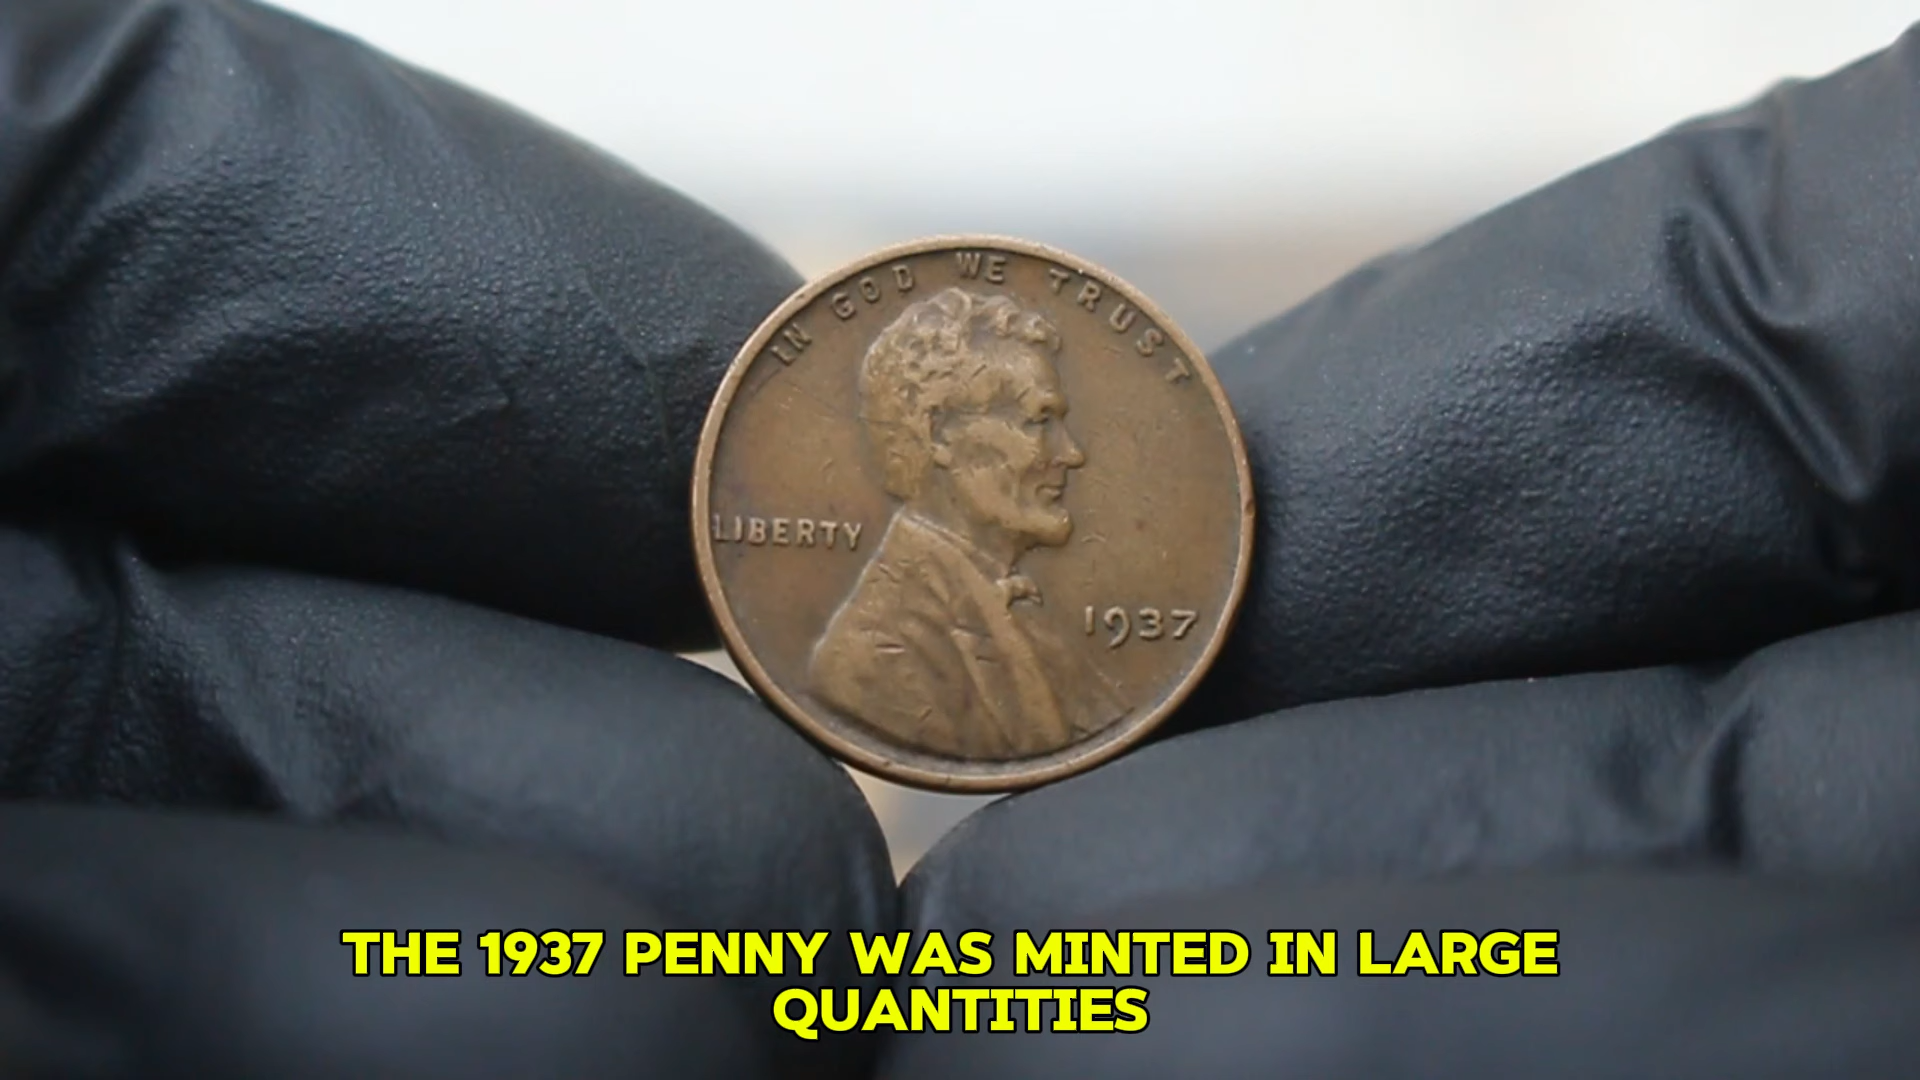 IN GOD WE TRUST
LIBERTY
1937
THE 1937 PENNY WAS MINTED IN LARGE
QUANTITIES